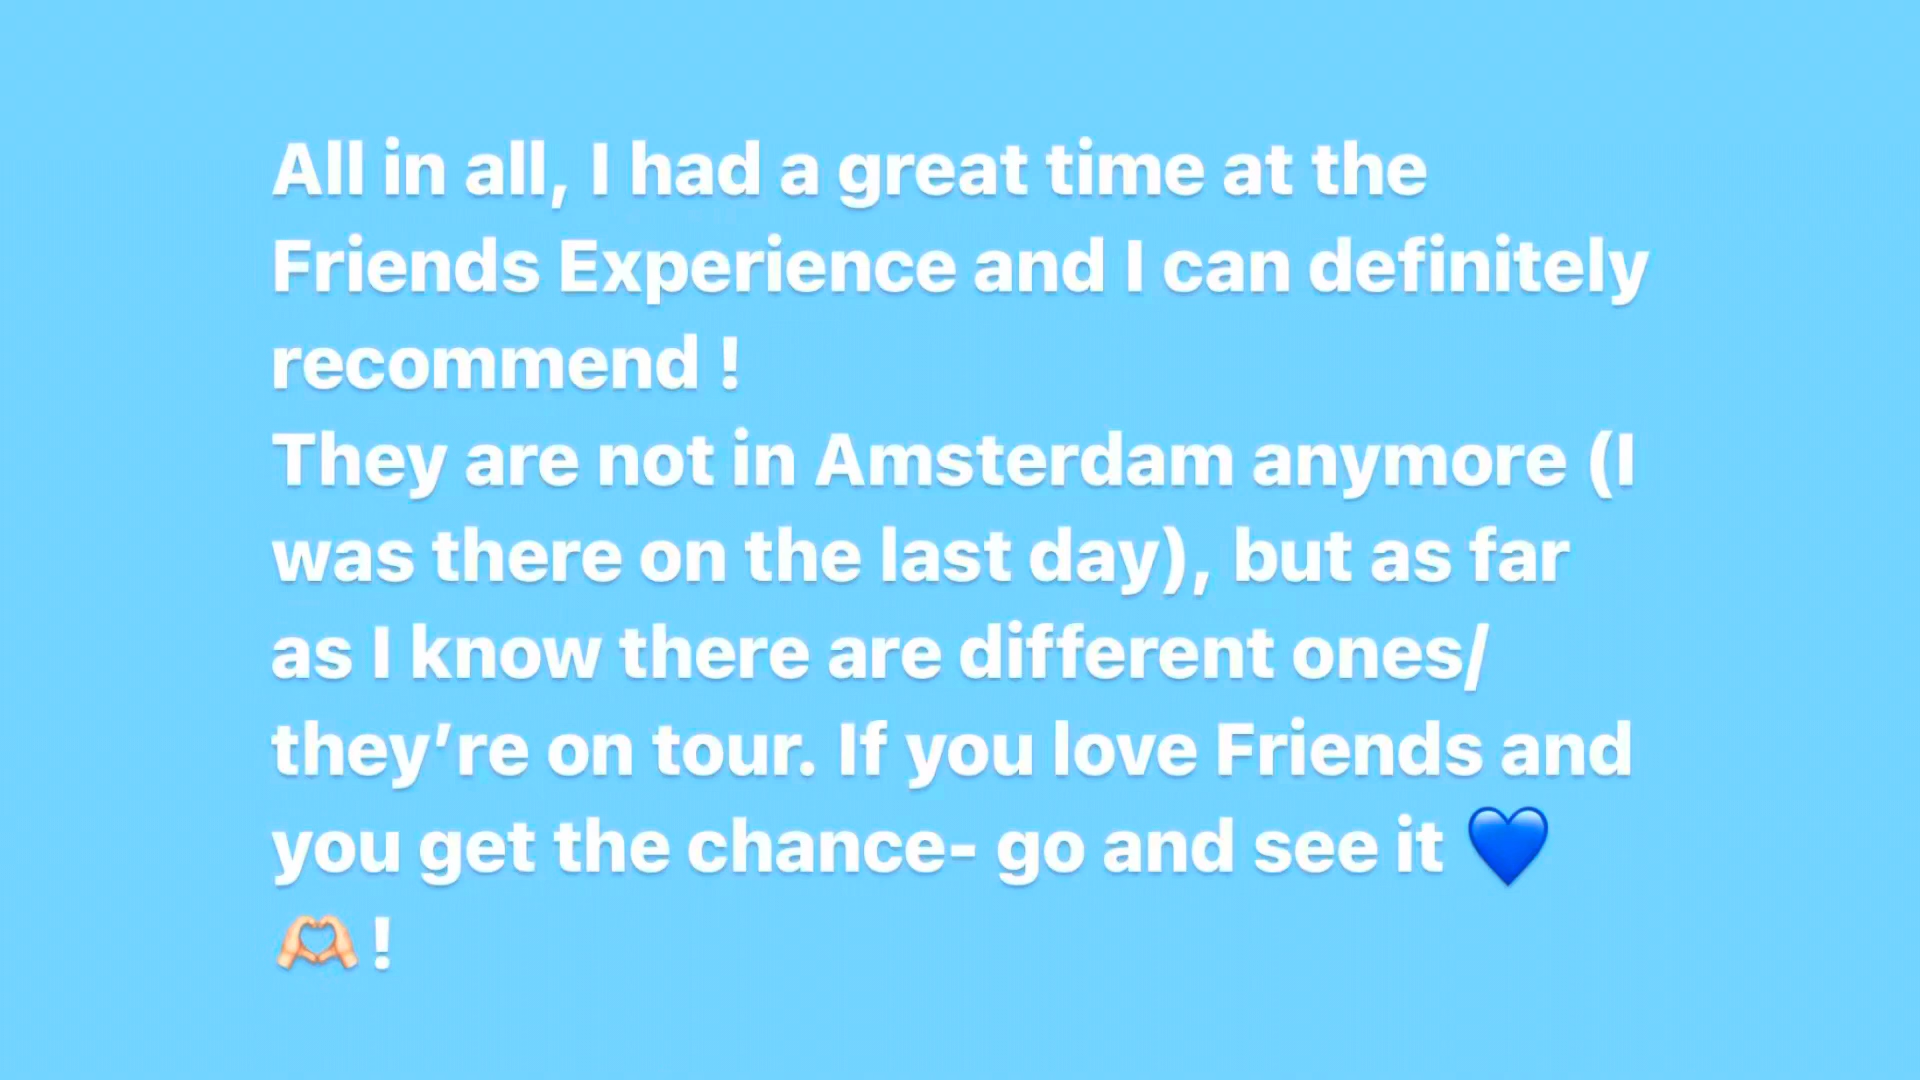 All in all, I had a great time at the
Friends Experience and I can definitely
recommend !
They are not in Amsterdam anymore (I
was there on the last day), but as far
as I know there are different ones/
they’re on tour. If you love Friends and
you get the chance- go and see it 💙
🫶🏻 !